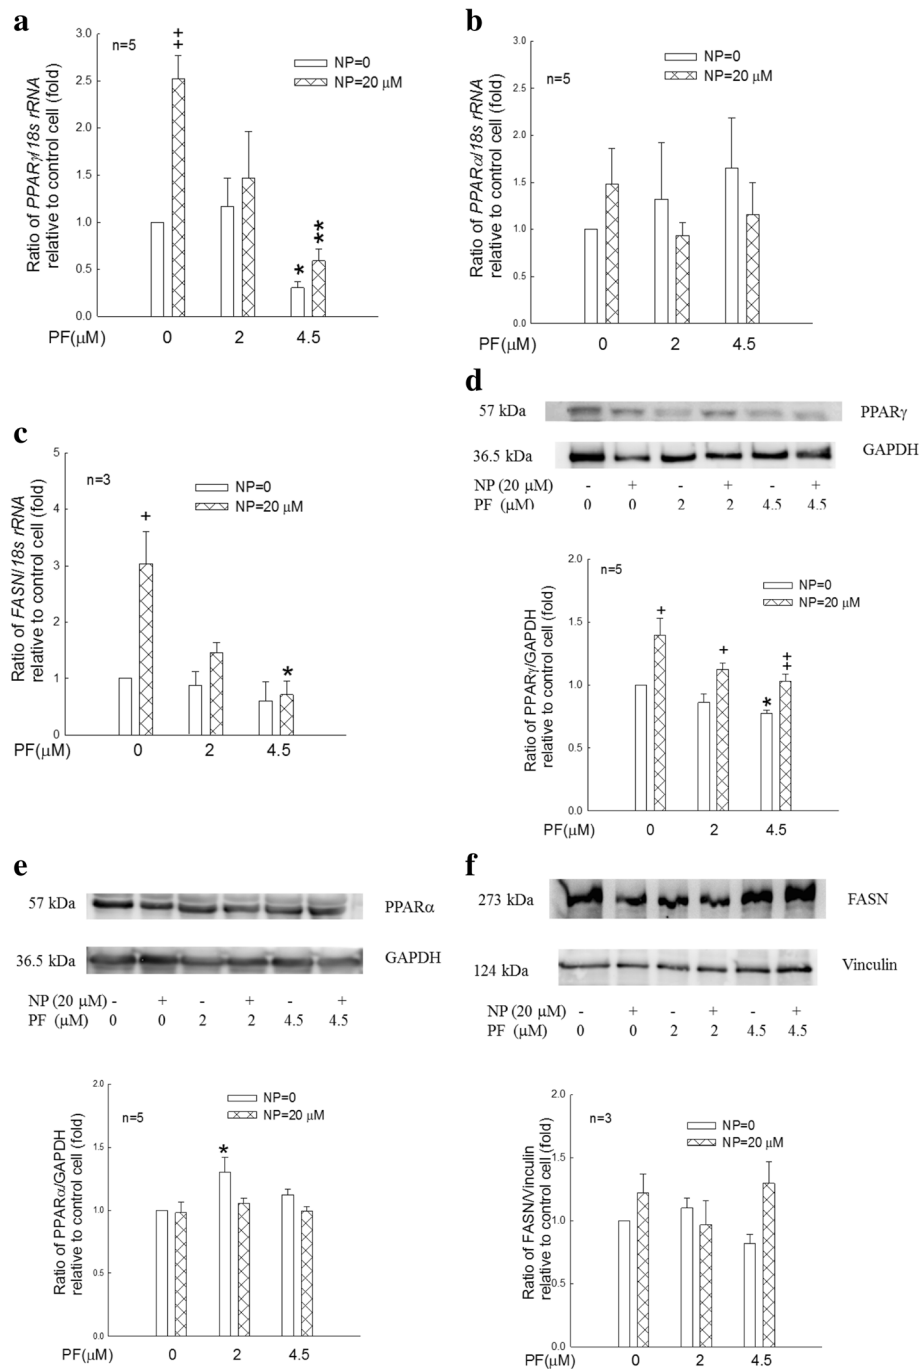 a
Ratio of PPARγ/18s rRNA
relative to control cell (fold)
3.0
2.5
2.0
1.5
1.0
0.5
0.0
n=5
NP=0
NP=20 μM
++
*
**
PF(μM) 0 2 4.5
b
Ratio of PPARα/18s rRNA
relative to control cell (fold)
3.0
2.5
2.0
1.5
1.0
0.5
0.0
n=5
NP=0
NP=20 μM
PF(μM) 0 2 4.5
c
Ratio of FASN/18s rRNA
relative to control cell (fold)
5
4
3
2
1
0
n=3
NP=0
NP=20 μM
+
*
PF(μM) 0 2 4.5
d
57 kDa PPARγ
36.5 kDa GAPDH
NP (20 μM) - + - + - +
PF (μM) 0 0 2 2 4.5 4.5
Ratio of PPARγ/GAPDH
relative to control cell (fold)
2.0
1.5
1.0
0.5
0.0
n=5
NP=0
NP=20 μM
+
+
*
++
PF(μM) 0 2 4.5
e
57 kDa PPARα
36.5 kDa GAPDH
NP (20 μM) - + - + - +
PF (μM) 0 0 2 2 4.5 4.5
Ratio of PPARα/GAPDH
relative to control cell (fold)
2.0
1.5
1.0
0.5
0.0
n=5
NP=0
NP=20 μM
*
PF(μM) 0 2 4.5
f
273 kDa FASN
124 kDa Vinculin
NP (20 μM) - + - + - +
PF (μM) 0 0 2 2 4.5 4.5
Ratio of FASN/Vinculin
relative to control cell (fold)
2.0
1.5
1.0
0.5
0.0
n=3
NP=0
NP=20 μM
PF(μM) 0 2 4.5